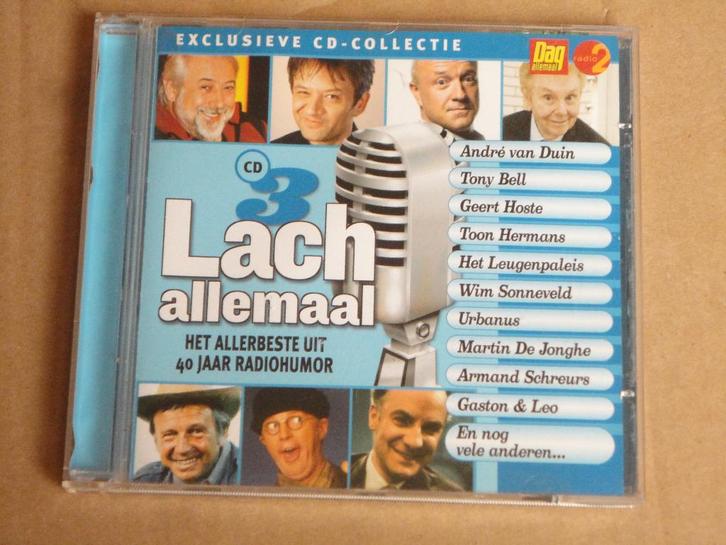 EXCLUSIEVE CD-COLLECTIE
Dag
allemaal
radio 2
CD
3
Lach
allemaal
HET ALLERBESTE UIT
40 JAAR RADIOHUMOR
André van Duin
Tony Bell
Geert Hoste
Toon Hermans
Het Leugenpaleis
Wim Sonneveld
Urbanus
Martin De Jonghe
Armand Schreurs
Gaston & Leo
En nog
vele anderen...